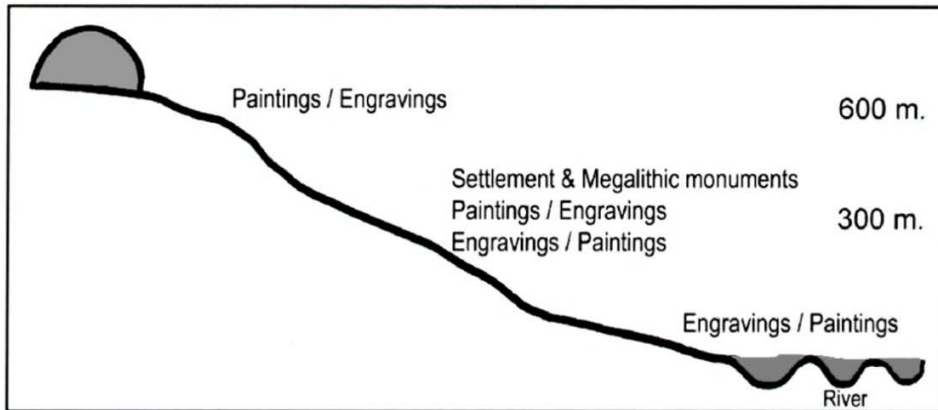 Paintings / Engravings
600 m.
Settlement & Megalithic monuments
Paintings / Engravings
300 m.
Engravings / Paintings
Engravings / Paintings
River